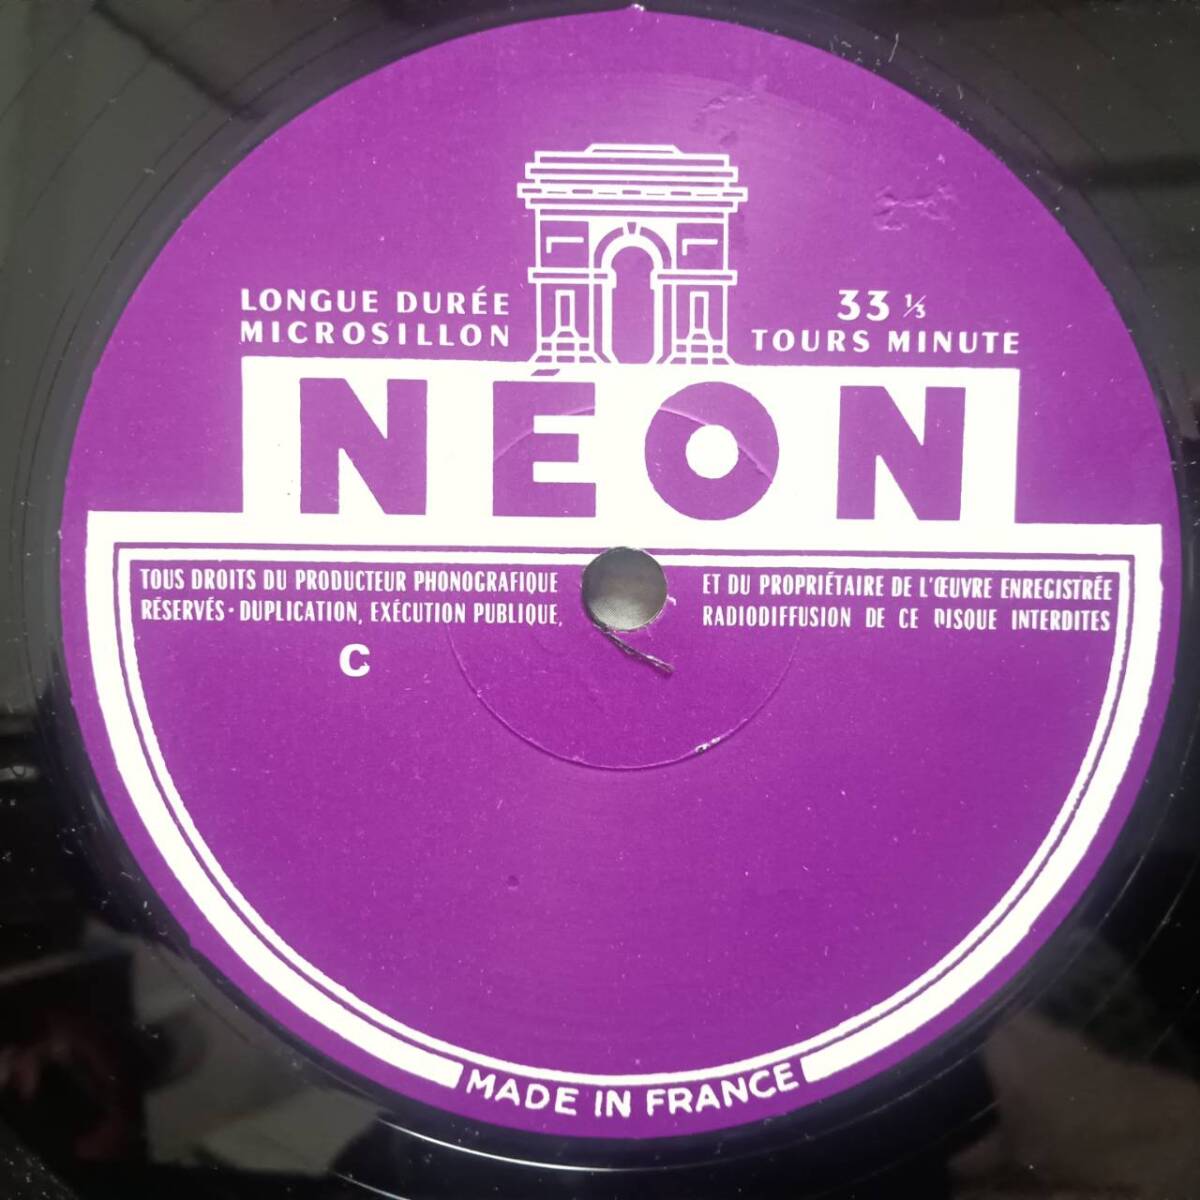 LONGUE DURÉE
MICROSILLON
33 ⅓
TOURS MINUTE
NÉON
TOUS DROITS DU PRODUCTEUR PHONOGRAFIQUE
RÉSERVÉS · DUPLICATION, EXÉCUTION PUBLIQUE,
ET DU PROPRIÉTAIRE DE L'ŒUVRE ENREGISTRÉE
RADIODIFFUSION DE CE DISQUE INTERDITES
C
MADE IN FRANCE